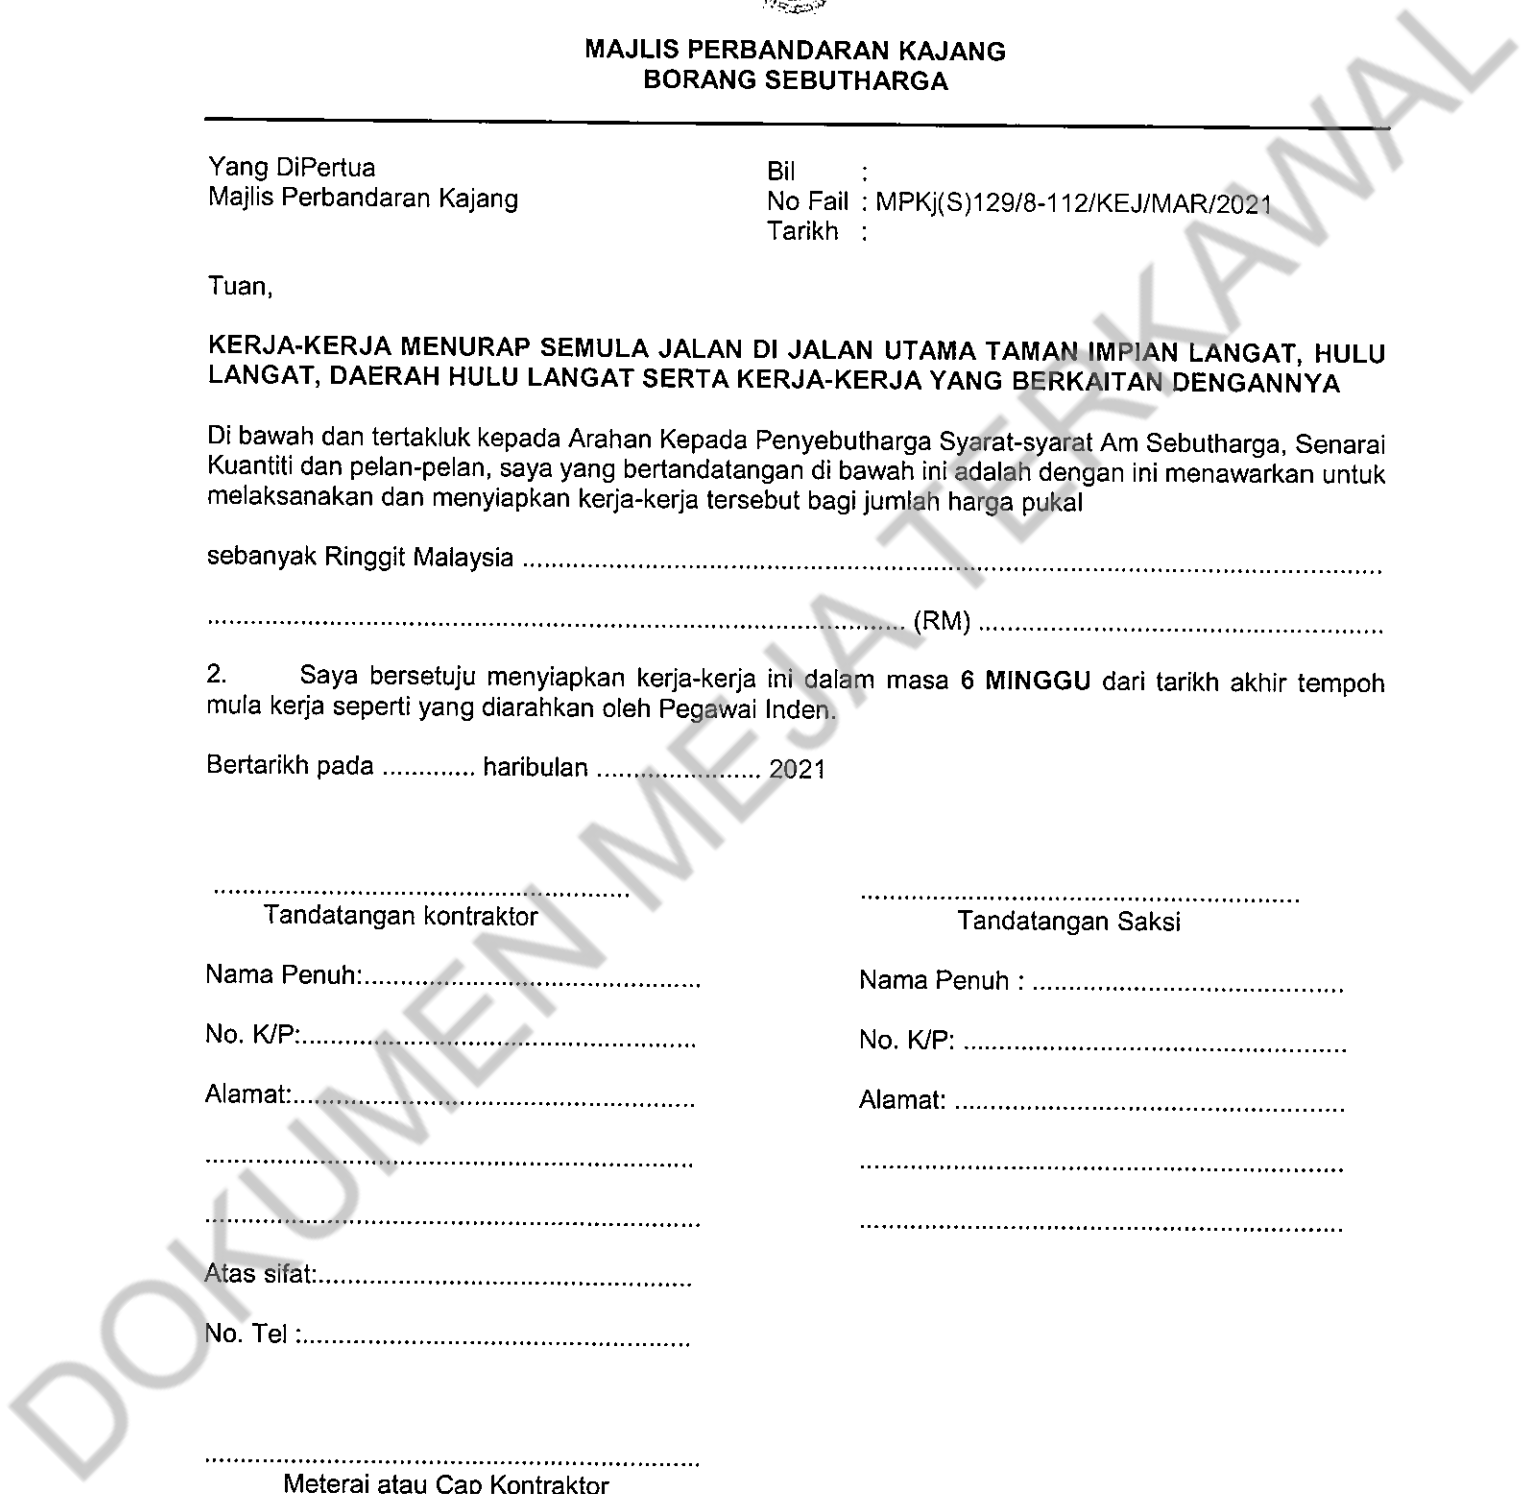 MAJLIS PERBANDARAN KAJANG
BORANG SEBUTHARGA
Yang DiPertua
Majlis Perbandaran Kajang
Bil :
No Fail : MPKj(S)129/8-112/KEJ/MAR/2021
Tarikh :
Tuan,
KERJA-KERJA MENURAP SEMULA JALAN DI JALAN UTAMA TAMAN IMPIAN LANGAT, HULU
LANGAT, DAERAH HULU LANGAT SERTA KERJA-KERJA YANG BERKAITAN DENGANNYA
Di bawah dan tertakluk kepada Arahan Kepada Penyebutharga Syarat-syarat Am Sebutharga, Senarai
Kuantiti dan pelan-pelan, saya yang bertandatangan di bawah ini adalah dengan ini menawarkan untuk
melaksanakan dan menyiapkan kerja-kerja tersebut bagi jumlah harga pukal
sebanyak Ringgit Malaysia ..........................................................
.......................................................... (RM) ..............................
2. Saya bersetuju menyiapkan kerja-kerja ini dalam masa 6 MINGGU dari tarikh akhir tempoh
mula kerja seperti yang diarahkan oleh Pegawai Inden.
Bertarikh pada ............. haribulan ....................... 2021
Tandatangan kontraktor
Nama Penuh:..............................
No. K/P:..............................
Alamat:..............................
Atas sifat:..............................
No. Tel :..............................
Meterai atau Cap Kontraktor
Tandatangan Saksi
Nama Penuh : ..............................
No. K/P: ..............................
Alamat: ..............................
DOKUMEN MEJA TERKAWAL